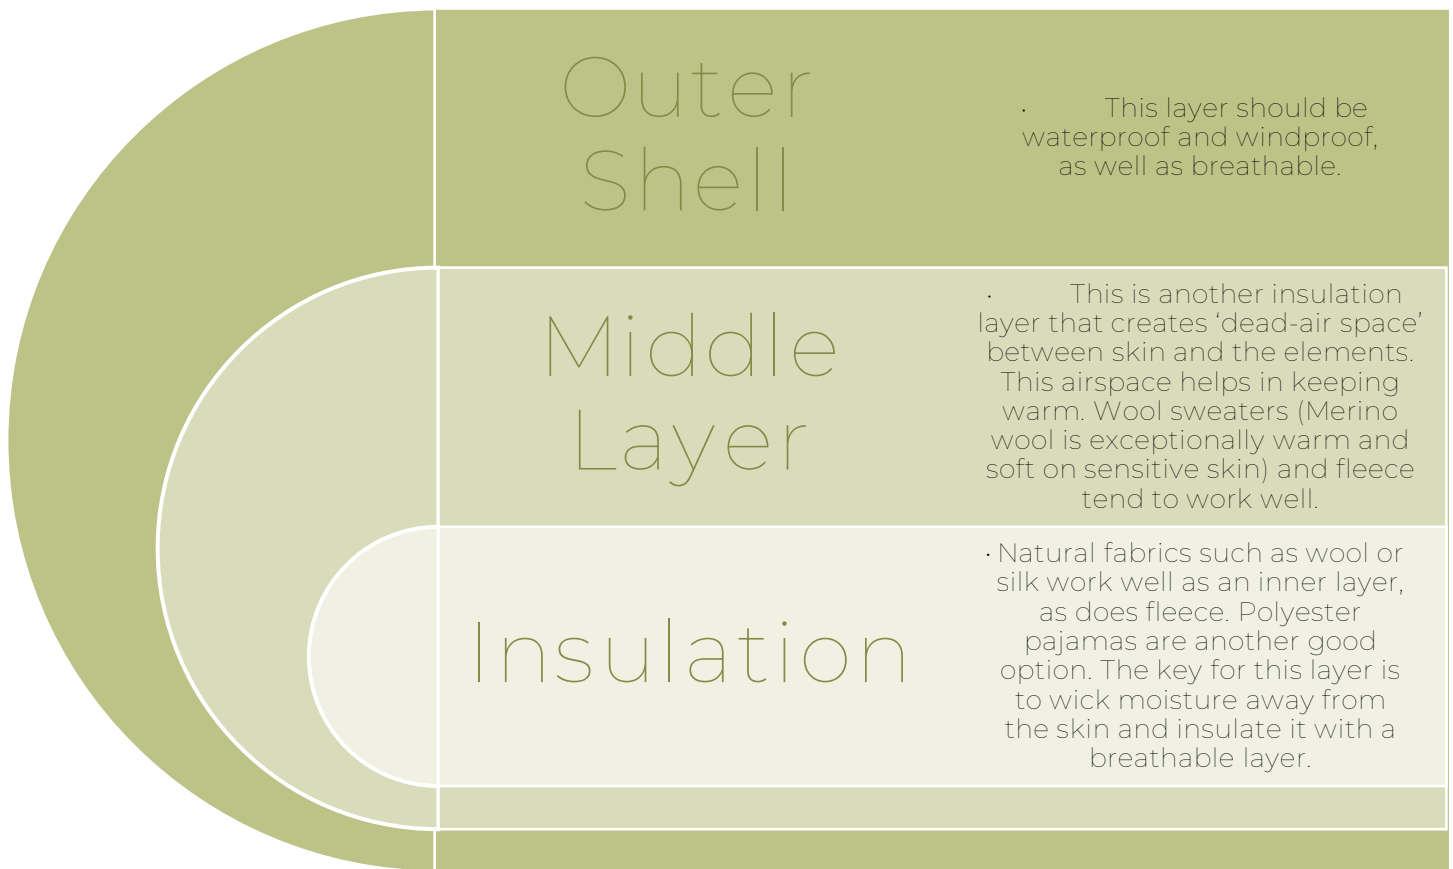 Outer
Shell
· This layer should be
waterproof and windproof,
as well as breathable.
Middle
Layer
· This is another insulation
layer that creates ‘dead-air space’
between skin and the elements.
This airspace helps in keeping
warm. Wool sweaters (Merino
wool is exceptionally warm and
soft on sensitive skin) and fleece
tend to work well.
Insulation
· Natural fabrics such as wool or
silk work well as an inner layer,
as does fleece. Polyester
pajamas are another good
option. The key for this layer is
to wick moisture away from
the skin and insulate it with a
breathable layer.